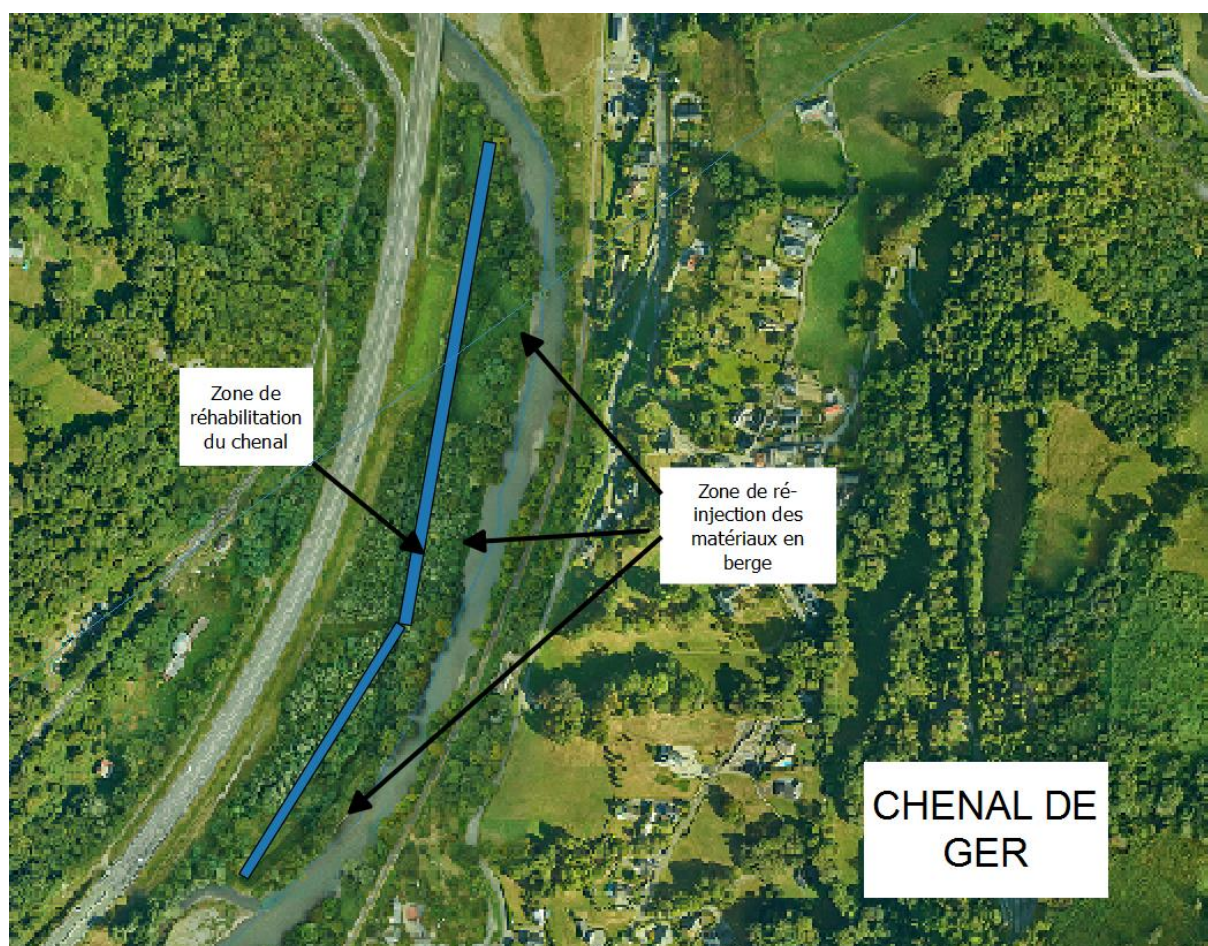 Zone de
réhabilitation
du chenal
Zone de ré-
injection des
matériaux en
berge
CHENAL DE
GER